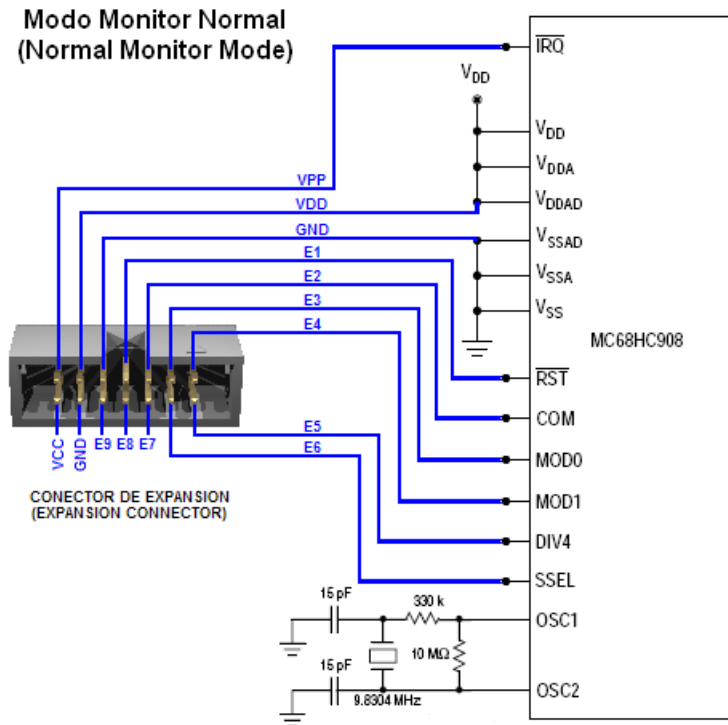 Modo Monitor Normal
(Normal Monitor Mode)
IRQ
VDD
VDD
VPP
VDDA
VDD
VDDAD
GND
VSSAD
E1
E2
VSSA
E3
VSS
E4
MC68HC908
RST
COM
E5
E6
VCC
GND
E9
E8
E7
MOD0
CONECTOR DE EXPANSION
(EXPANSION CONNECTOR)
MOD1
DIV4
SSEL
15 pF
330 k
OSC1
10 MΩ
15 pF
9.8304 MHz
OSC2